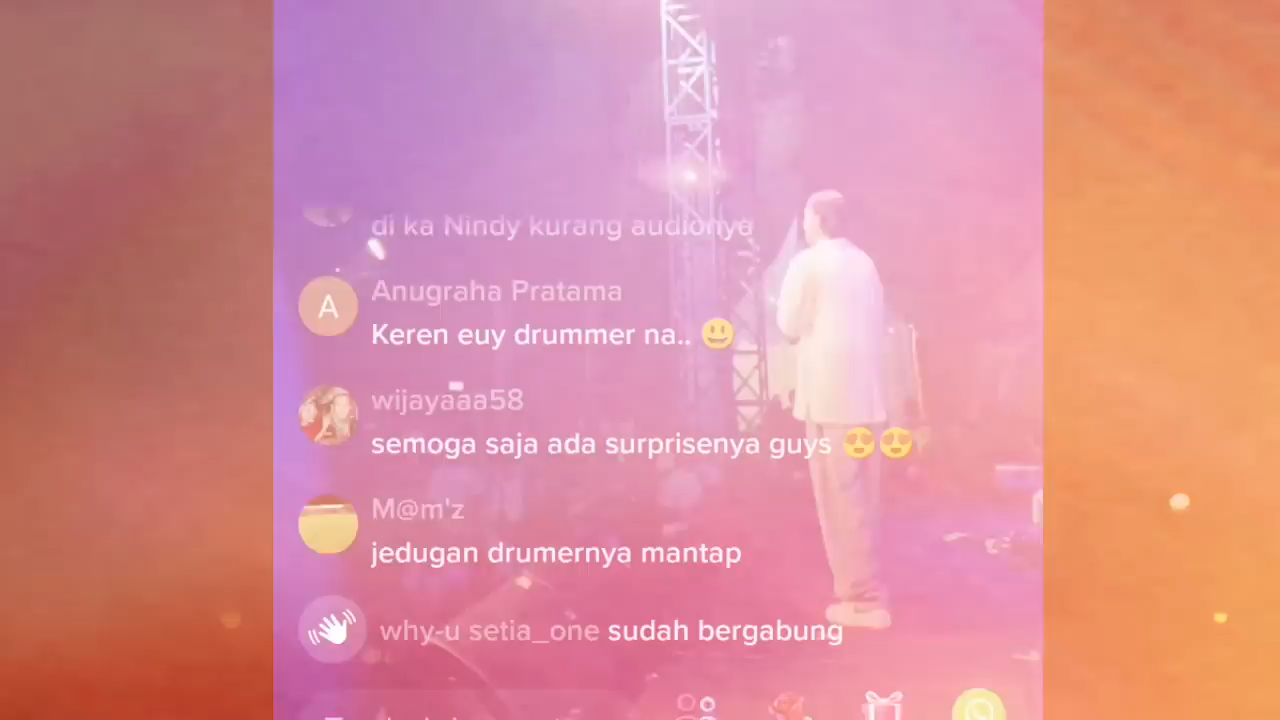 di ka Nindy kurang audionya
A
Anugraha Pratama
Keren euy drummer na.. 😃
wijayaaa58
semoga saja ada surprisenya guys 😍😍
M@m'z
jedugan drumernya mantap
why-u setia_one sudah bergabung